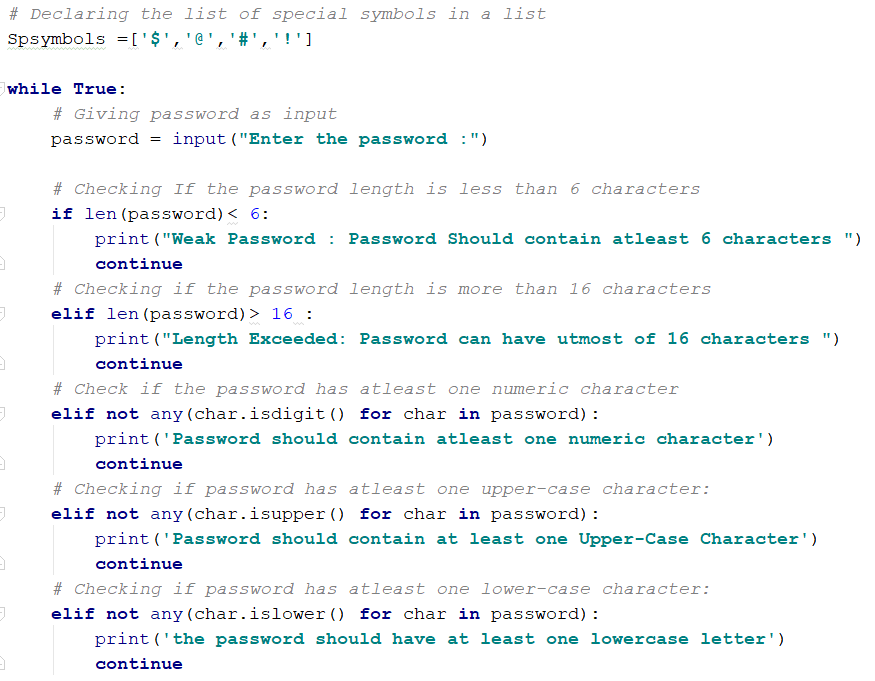 # Declaring the list of special symbols in a list
Spsymbols =['$','@','#','!']
while True:
    # Giving password as input
    password = input("Enter the password :")
    # Checking If the password length is less than 6 characters
    if len(password)< 6:
        print("Weak Password : Password Should contain atleast 6 characters ")
        continue
    # Checking if the password length is more than 16 characters
    elif len(password)> 16 :
        print("Length Exceeded: Password can have utmost of 16 characters ")
        continue
    # Check if the password has atleast one numeric character
    elif not any(char.isdigit() for char in password):
        print('Password should contain atleast one numeric character')
        continue
    # Checking if password has atleast one upper-case character:
    elif not any(char.isupper() for char in password):
        print('Password should contain at least one Upper-Case Character')
        continue
    # Checking if password has atleast one lower-case character:
    elif not any(char.islower() for char in password):
        print('the password should have at least one lowercase letter')
        continue